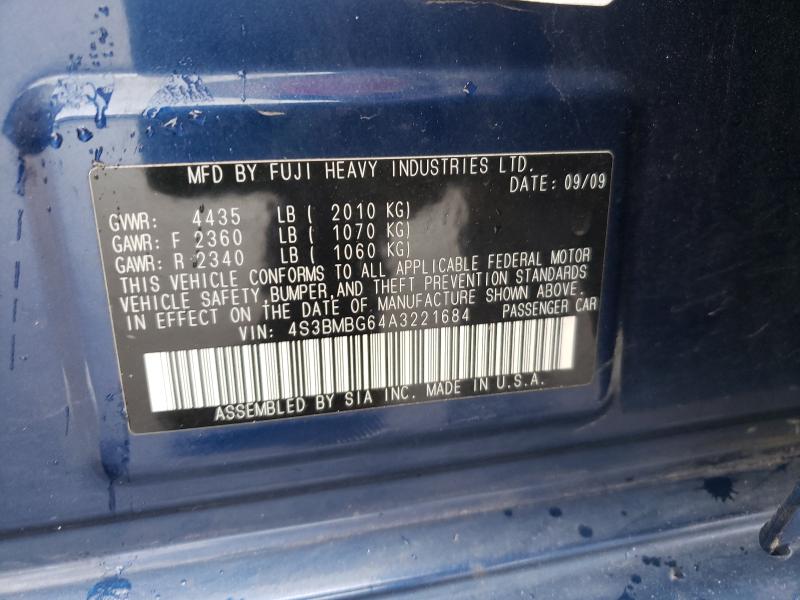 MFD BY FUJI HEAVY INDUSTRIES LTD.
DATE: 09/09
GVWR: 4435 LB ( 2010 KG)
GAWR: F 2360 LB ( 1070 KG)
GAWR: R 2340 LB ( 1060 KG)
THIS VEHICLE CONFORMS TO ALL APPLICABLE FEDERAL MOTOR
VEHICLE SAFETY, BUMPER, AND THEFT PREVENTION STANDARDS
IN EFFECT ON THE DATE OF MANUFACTURE SHOWN ABOVE.
VIN: 4S3BMBG64A3221684 PASSENGER CAR
ASSEMBLED BY SIA INC. MADE IN U.S.A.